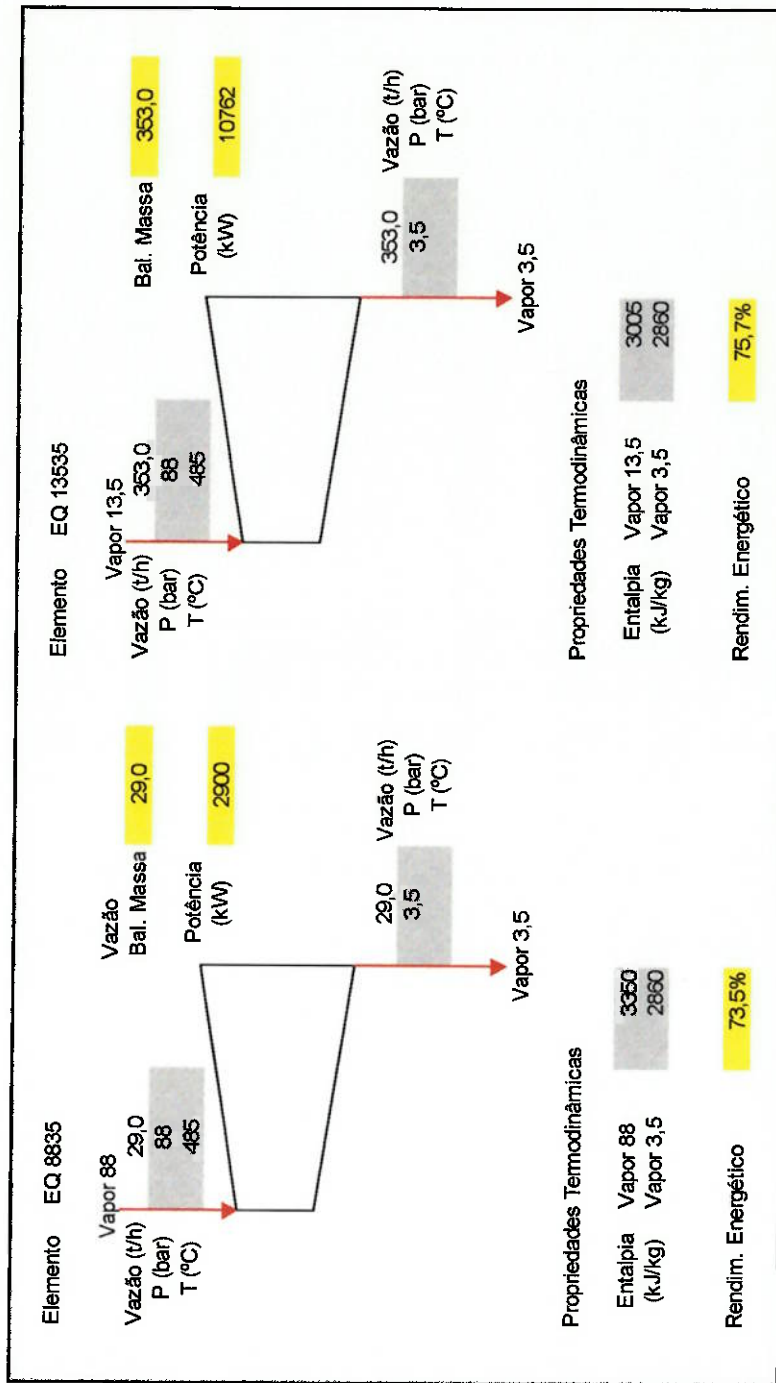 Elemento EQ 8835
Vapor 88
Vazão (t/h) 29,0
P (bar) 88
T (ºC) 485
Vazão
Bal. Massa 29,0
Potência
(kW) 2900
29,0 Vazão (t/h)
3,5 P (bar)
T (ºC)
Vapor 3,5
Propriedades Termodinâmicas
Entalpia Vapor 88 3350
(kJ/kg) Vapor 3,5 2860
Rendim. Energético 73,5%
Elemento EQ 13535
Vapor 13,5
Vazão (t/h) 353,0
P (bar) 88
T (ºC) 485
Bal. Massa 353,0
Potência
(kW) 10762
353,0 Vazão (t/h)
3,5 P (bar)
T (ºC)
Vapor 3,5
Propriedades Termodinâmicas
Entalpia Vapor 13,5 3005
(kJ/kg) Vapor 3,5 2860
Rendim. Energético 75,7%